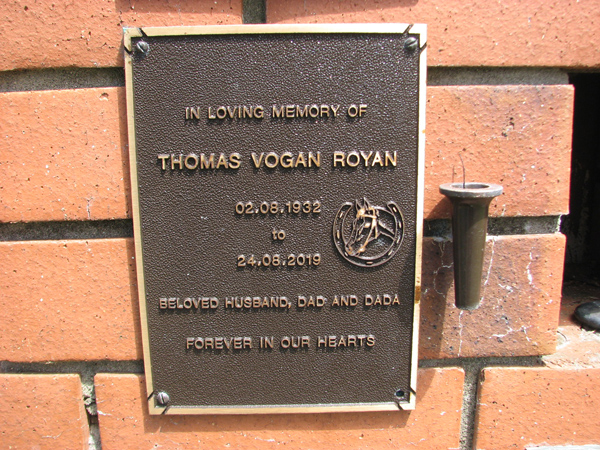 IN LOVING MEMORY OF
THOMAS VOGAN ROYAN
02.08.1932
to
24.08.2019
BELOVED HUSBAND, DAD AND DADA
FOREVER IN OUR HEARTS